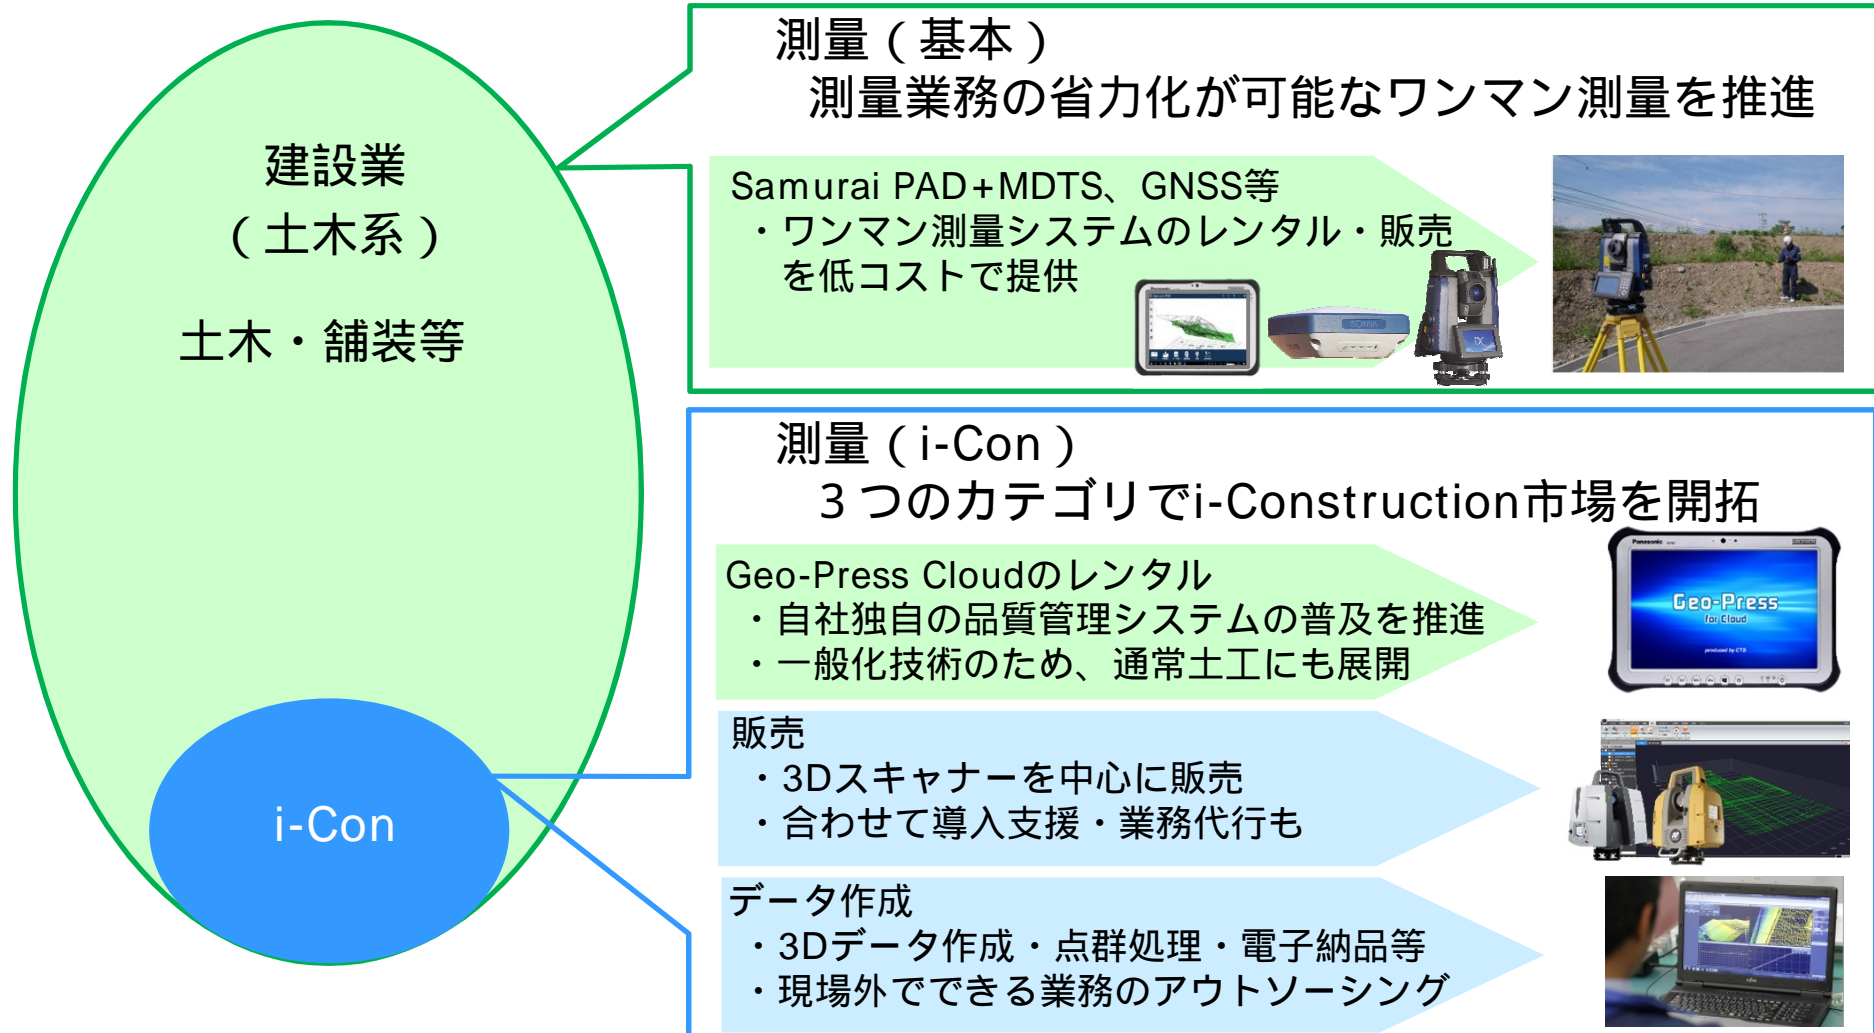 建設業
（土木系）
土木・舗装等
i-Con
測量（基本）
測量業務の省力化が可能なワンマン測量を推進
Samurai PAD+MDTS、GNSS等
・ワンマン測量システムのレンタル・販売
を低コストで提供
SOKKIA
iX
測量（i-Con）
３つのカテゴリでi-Construction市場を開拓
Geo-Press Cloudのレンタル
・自社独自の品質管理システムの普及を推進
・一般化技術のため、通常土工にも展開
Panasonic
Geo-Press
for Cloud
produced by CTS
販売
・3Dスキャナーを中心に販売
・合わせて導入支援・業務代行も
データ作成
・3Dデータ作成・点群処理・電子納品等
・現場外でできる業務のアウトソーシング